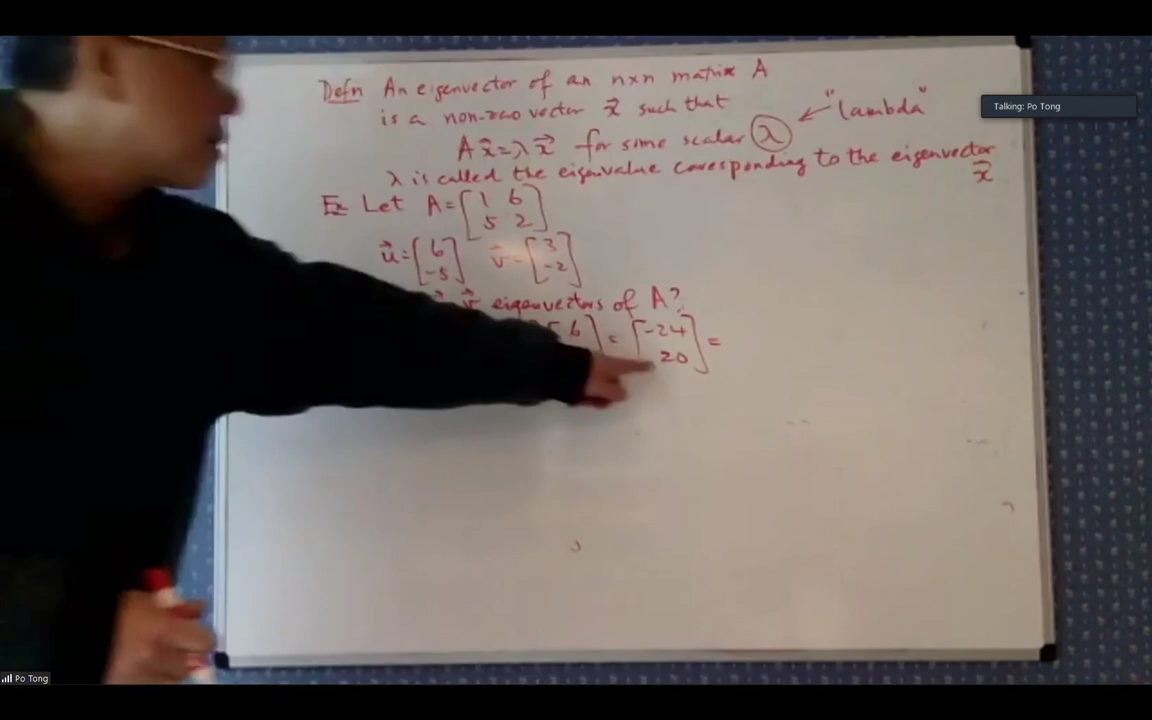 Defn An eigenvector of an n×n matrix A
is a non-zero vector x⃗ such that
Ax⃗=λx⃗ for some scalar λ ← "lambda"
λ is called the eigenvalue corresponding to the eigenvector
x⃗
Ex Let A=[1 6
5 2]
u⃗=[6 v⃗=[3
-5] -2]
v⃗ eigenvectors of A?
6] = [-24
20] =
Talking: Po Tong
Po Tong